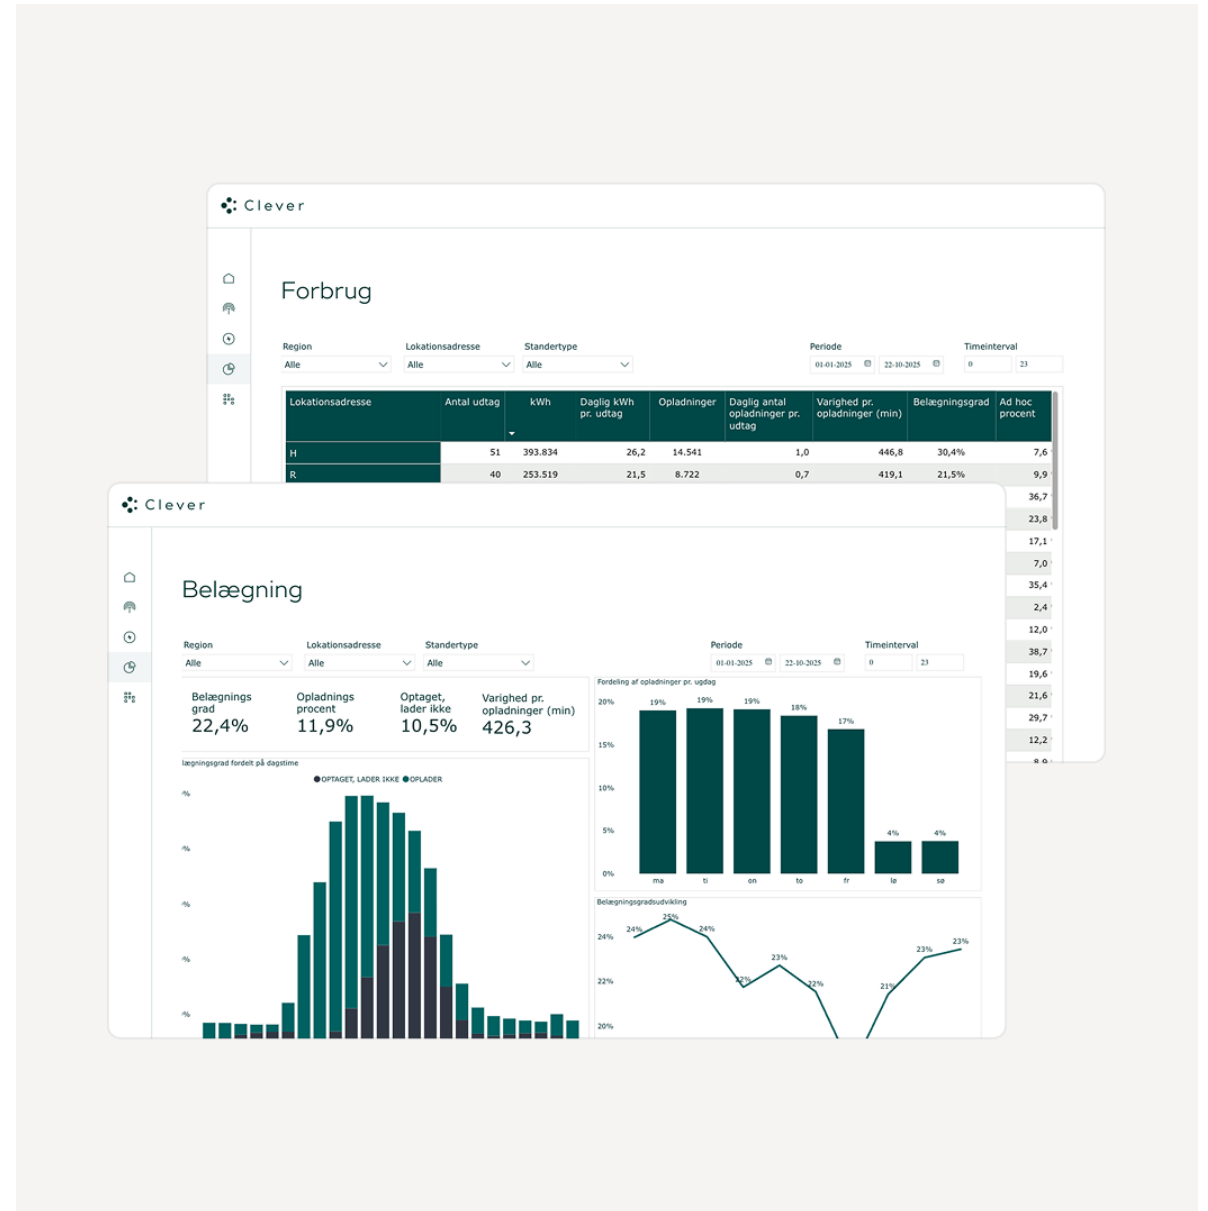 Clever
Forbrug
Region Lokationsadresse Standertype Periode Timeinterval
Alle Alle Alle 01-01-2025 22-10-2025 0 23
Lokationsadresse Antal udtag kWh Daglig kWh pr. udtag Opladninger Daglig antal opladninger pr. udtag Varighed pr. opladninger (min) Belægningsgrad Ad hoc procent
H 51 393.834 26,2 14.541 1,0 446,8 30,4% 7,6
R 40 253.519 21,5 8.722 0,7 419,1 21,5% 9,9
36,7
23,8
17,1
7,0
35,4
2,4
12,0
38,7
19,6
21,6
29,7
12,2
8,9
Clever
Belægning
Region Lokationsadresse Standertype Periode Timeinterval
Alle Alle Alle 01-01-2025 22-10-2025 0 23
Belægnings grad
22,4%
Opladnings procent
11,9%
Optaget, lader ikke
10,5%
Varighed pr. opladninger (min)
426,3
lægningsgrad fordelt på dagstime
OPTAGET, LADER IKKE OPLADER
Fordeling af opladninger pr. ugdag
20%
15%
10%
5%
0%
19% 19% 19% 18% 17% 4% 4%
ma ti on to fr lø sø
Belægningsgradsudvikling
24%
22%
20%
24% 25% 24% 22% 23% 22% 21% 23% 23%